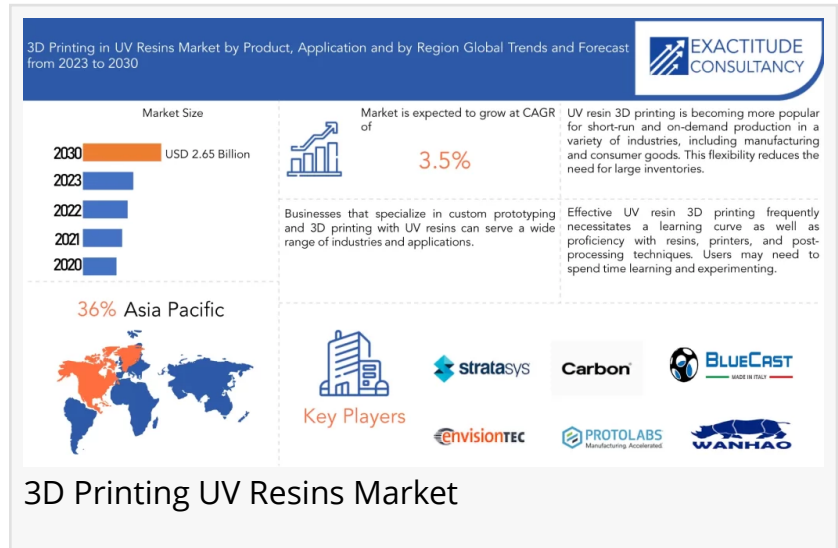 3D Printing in UV Resins Market by Product, Application and by Region Global Trends and Forecast
from 2023 to 2030
EXACTITUDE
CONSULTANCY
Market Size
2030
USD 2.65 Billion
2023
2022
2021
2020
Market is expected to grow at CAGR
of
3.5%
UV resin 3D printing is becoming more popular
for short-run and on-demand production in a
variety of industries, including manufacturing
and consumer goods. This flexibility reduces the
need for large inventories.
Businesses that specialize in custom prototyping
and 3D printing with UV resins can serve a wide
range of industries and applications.
Effective UV resin 3D printing frequently
necessitates a learning curve as well as
proficiency with resins, printers, and post-
processing techniques. Users may need to
spend time learning and experimenting.
36% Asia Pacific
Key Players
stratasys
Carbon
BLUECAST
MADE IN ITALY
envisionTEC
PROTOLABS
Manufacturing. Accelerated.
WANHAO
3D Printing UV Resins Market